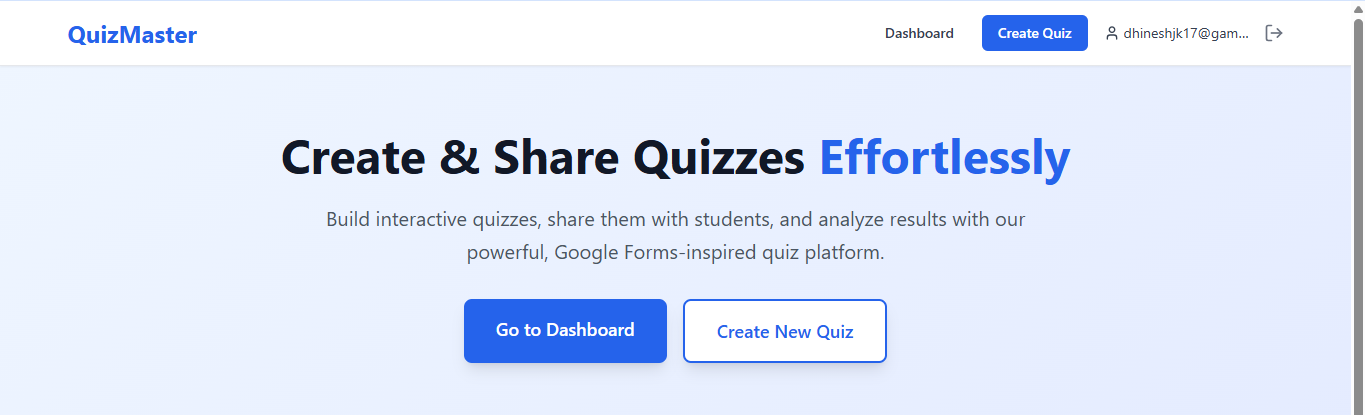 QuizMaster
Dashboard
Create Quiz
dhineshjk17@gam...
Create & Share Quizzes Effortlessly
Build interactive quizzes, share them with students, and analyze results with our
powerful, Google Forms-inspired quiz platform.
Go to Dashboard
Create New Quiz